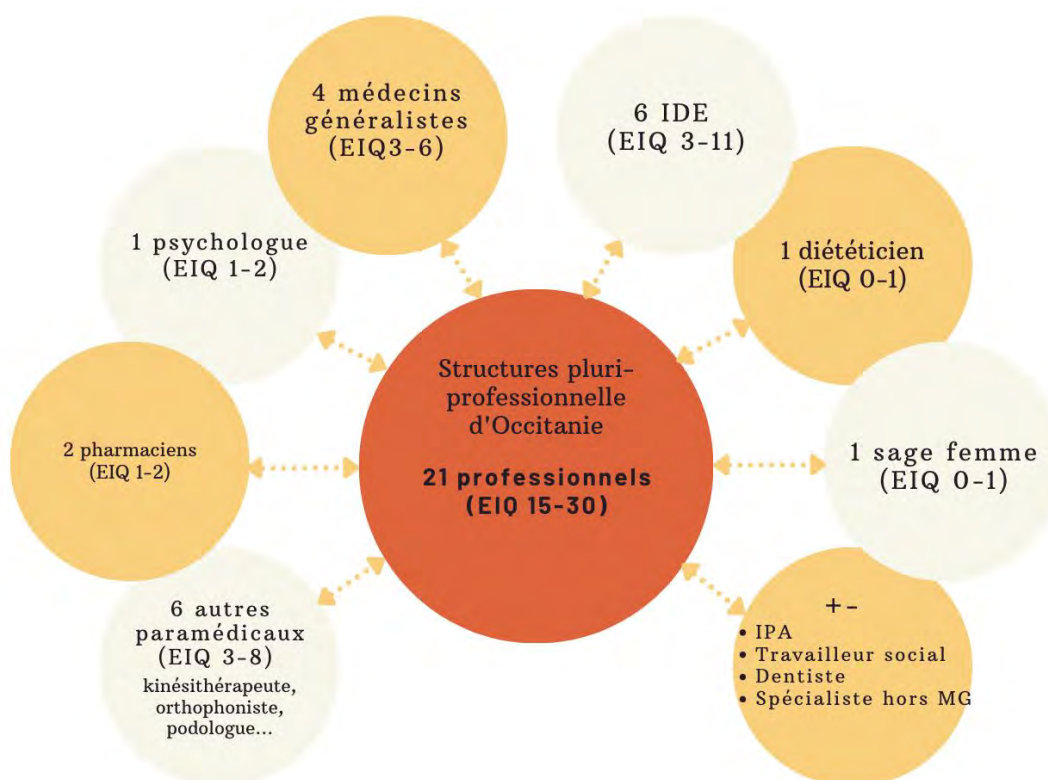 4 médecins
généralistes
(EIQ3-6)
6 IDE
(EIQ 3-11)
1 psychologue
(EIQ 1-2)
1 diététicien
(EIQ 0-1)
Structures pluri-
professionnelle
d'Occitanie
21 professionnels
(EIQ 15-30)
2 pharmaciens
(EIQ 1-2)
1 sage femme
(EIQ 0-1)
6 autres
paramédicaux
(EIQ 3-8)
kinésithérapeute,
orthophoniste,
podologue...
+-
• IPA
• Travailleur social
• Dentiste
• Spécialiste hors MG